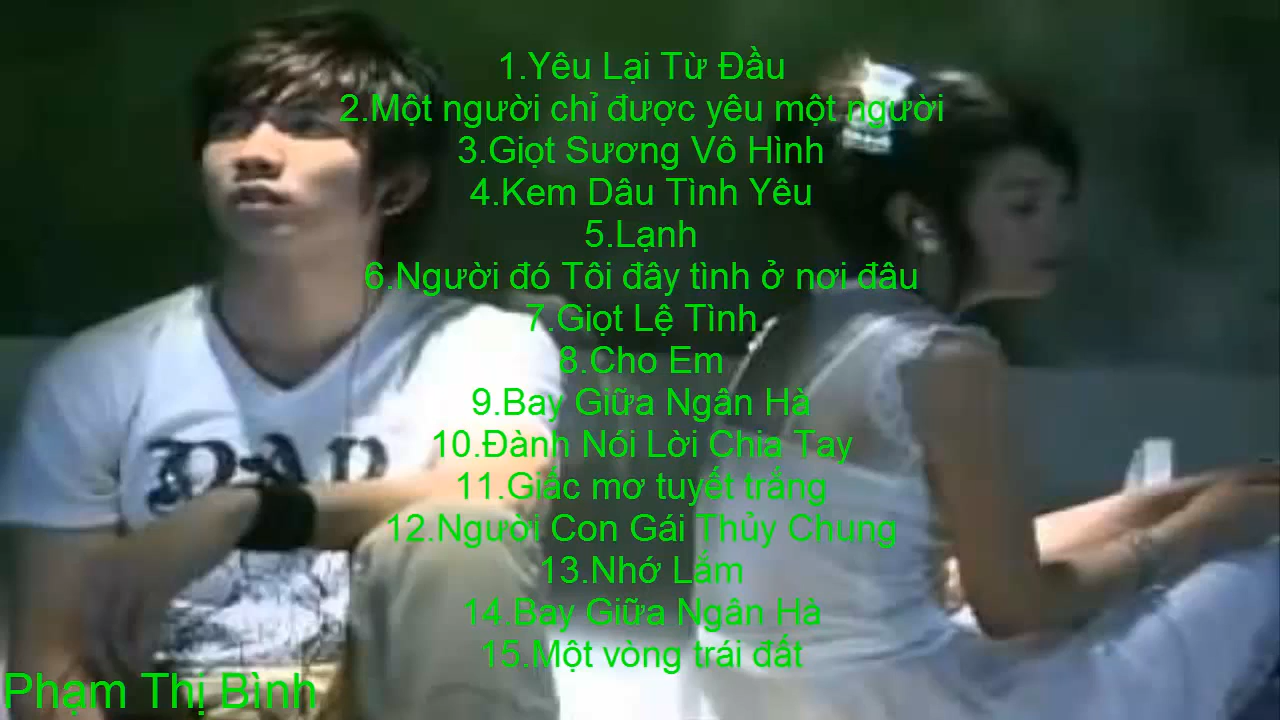 1.Yêu Lại Từ Đầu
2.Một người chỉ được yêu một người
3.Giọt Sương Vô Hình
4.Kem Dâu Tình Yêu
5.Lạnh
6.Người đó Tôi đây tình ở nơi đâu
7.Giọt Lệ Tình
8.Cho Em
9.Bay Giữa Ngân Hà
10.Đành Nói Lời Chia Tay
11.Giấc mơ tuyết trắng
12.Người Con Gái Thủy Chung
13.Nhớ Lắm
14.Bay Giữa Ngân Hà
15.Một vòng trái đất
Phạm Thị Bình